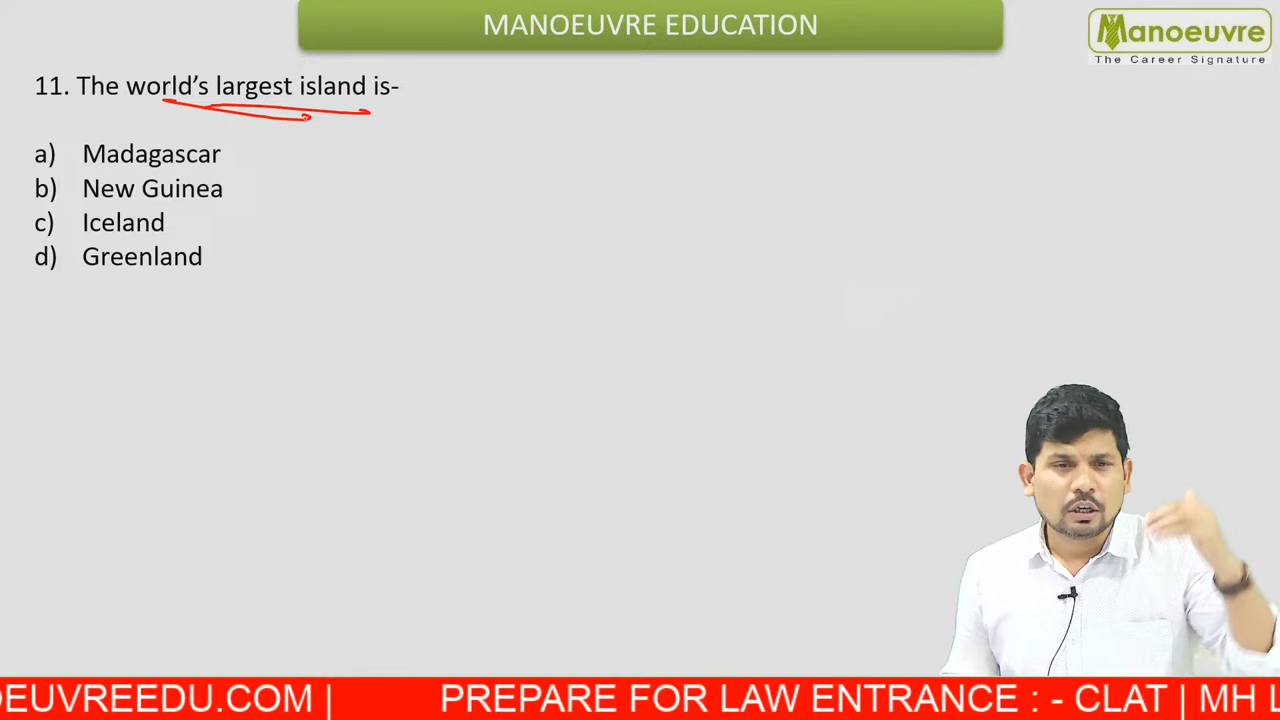 MANOEUVRE EDUCATION
Manoeuvre
The Career Signature
11. The world’s largest island is-
a) Madagascar
b) New Guinea
c) Iceland
d) Greenland
OEUVREEDU.COM | PREPARE FOR LAW ENTRANCE : - CLAT | MH L